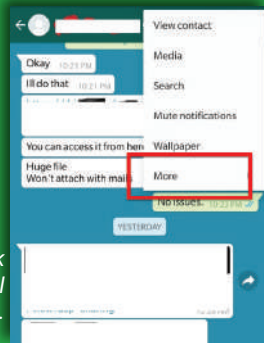 View contact
Media
Okay 10:21 PM
Ill do that 10:21 PM
Search
Mute notifications
You can access it from here
Wallpaper
Huge file
Won't attach with mail
More
No issues. 10:23 PM
YESTERDAY